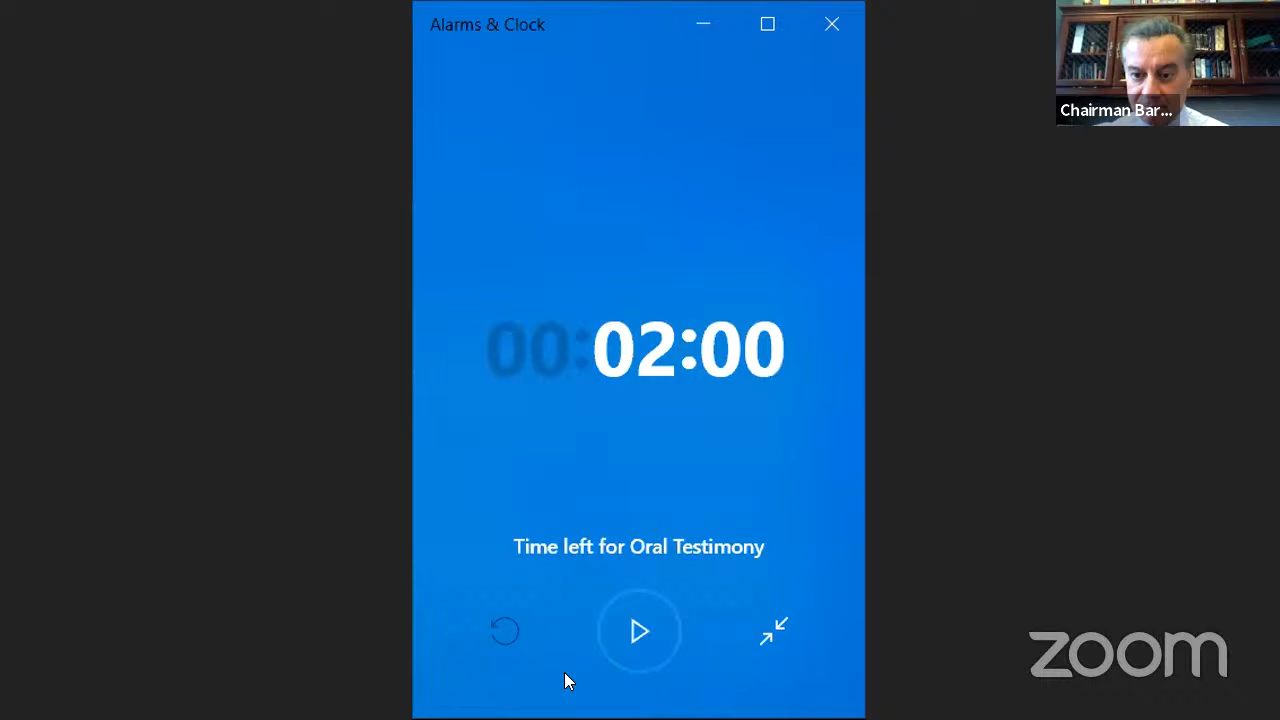 Alarms & Clock
Chairman Bar...
00:02:00
Time left for Oral Testimony
zoom